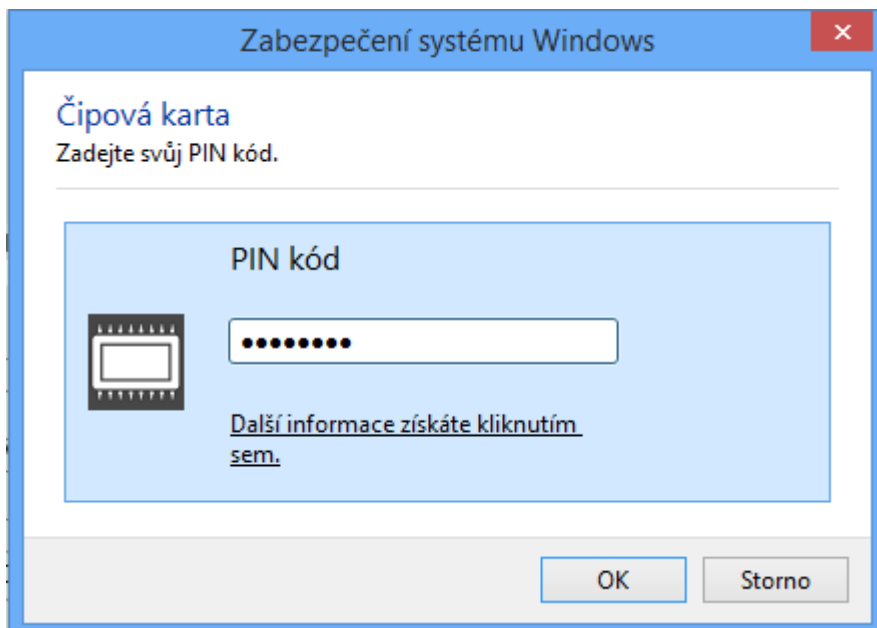 Zabezpečení systému Windows
Čipová karta
Zadejte svůj PIN kód.
PIN kód
••••••••
Další informace získáte kliknutím
sem.
OK
Storno